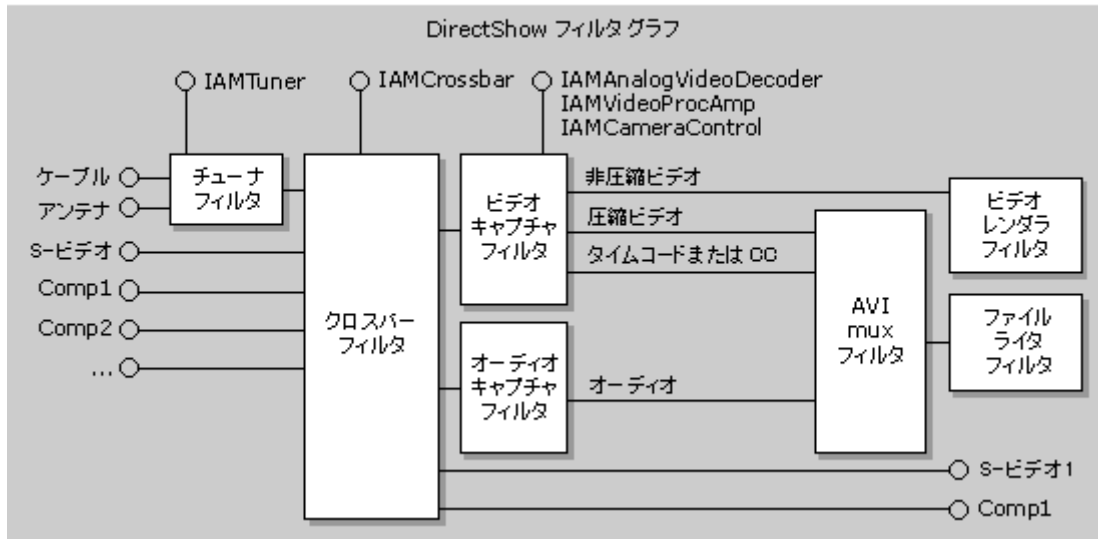 DirectShow フィルタ グラフ
IAMTuner
IAMCrossbar
IAMAnalogVideoDecoder
IAMVideoProcAmp
IAMCameraControl
ケーブル
アンテナ
S-ビデオ
Comp1
Comp2
...
チューナ
フィルタ
クロスバー
フィルタ
ビデオ
キャプチャ
フィルタ
オーディオ
キャプチャ
フィルタ
非圧縮ビデオ
圧縮ビデオ
タイムコードまたは CC
オーディオ
AVI
mux
フィルタ
ビデオ
レンダラ
フィルタ
ファイル
ライタ
フィルタ
S-ビデオ1
Comp1